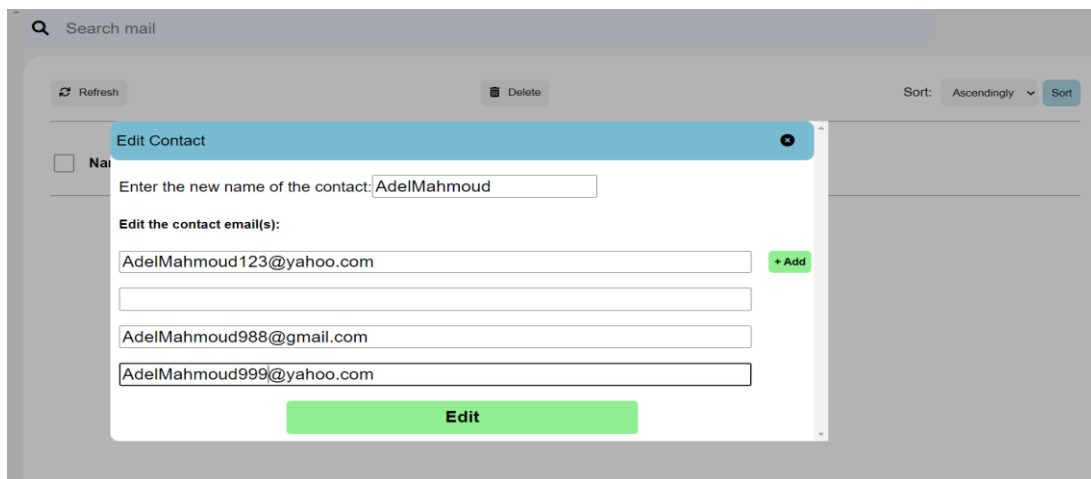 Search mail
Refresh Delete Sort: Ascendingly Sort
Edit Contact
Enter the new name of the contact: AdelMahmoud
Edit the contact email(s):
AdelMahmoud123@yahoo.com + Add
AdelMahmoud988@gmail.com
AdelMahmoud999@yahoo.com
Edit